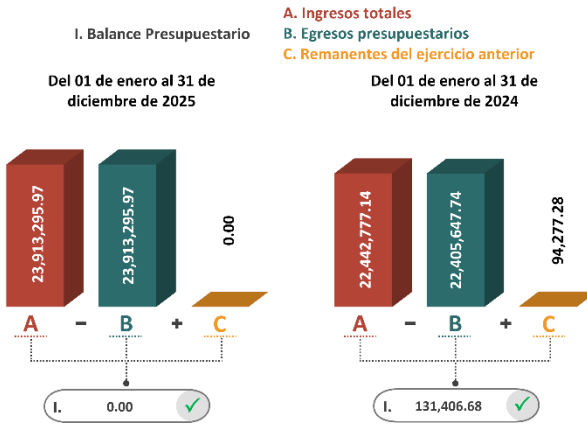 I. Balance Presupuestario
A. Ingresos totales
B. Egresos presupuestarios
C. Remanentes del ejercicio anterior
Del 01 de enero al 31 de
diciembre de 2025
23,913,295.97
23,913,295.97
0.00
A – B + C
I. 0.00
Del 01 de enero al 31 de
diciembre de 2024
22,442,777.14
22,405,647.74
94,277.28
A – B + C
I. 131,406.68